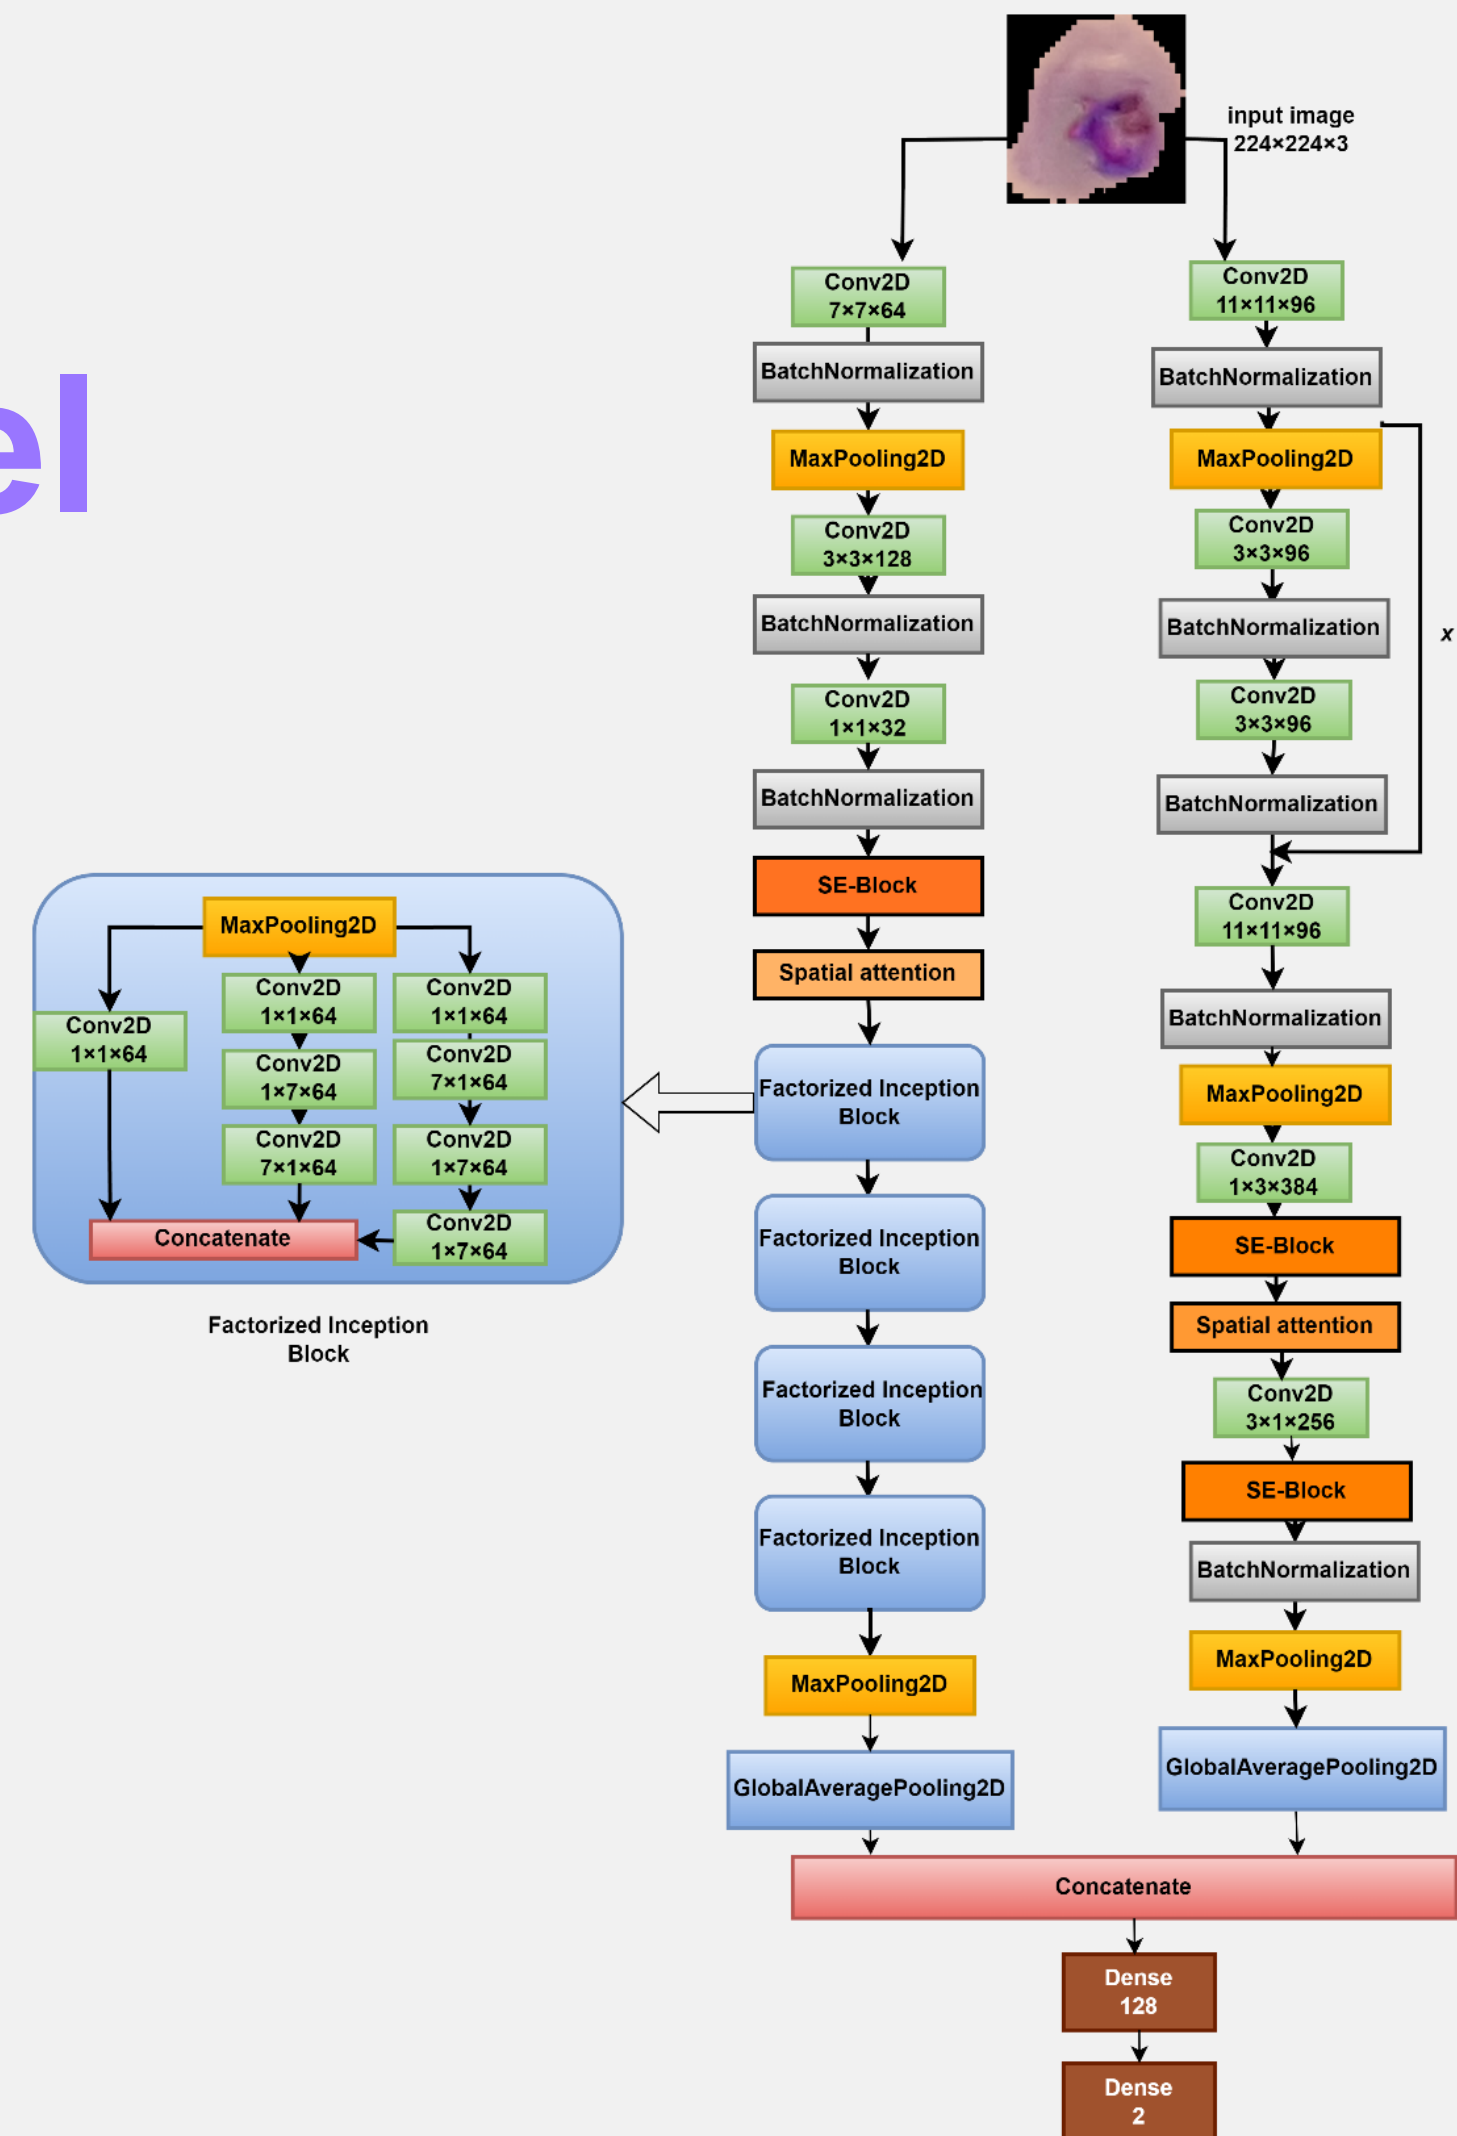 el
input image
224×224×3
Conv2D
7×7×64
BatchNormalization
MaxPooling2D
Conv2D
3×3×128
BatchNormalization
Conv2D
1×1×32
BatchNormalization
SE-Block
Spatial attention
Factorized Inception
Block
Factorized Inception
Block
Factorized Inception
Block
Factorized Inception
Block
MaxPooling2D
GlobalAveragePooling2D
Conv2D
11×11×96
BatchNormalization
MaxPooling2D
Conv2D
3×3×96
BatchNormalization
Conv2D
3×3×96
BatchNormalization
x
Conv2D
11×11×96
BatchNormalization
MaxPooling2D
Conv2D
1×3×384
SE-Block
Spatial attention
Conv2D
3×1×256
SE-Block
BatchNormalization
MaxPooling2D
GlobalAveragePooling2D
MaxPooling2D
Conv2D
1×1×64
Conv2D
1×1×64
Conv2D
1×7×64
Conv2D
7×1×64
Conv2D
1×1×64
Conv2D
7×1×64
Conv2D
1×7×64
Conv2D
1×7×64
Concatenate
Factorized Inception
Block
Concatenate
Dense
128
Dense
2